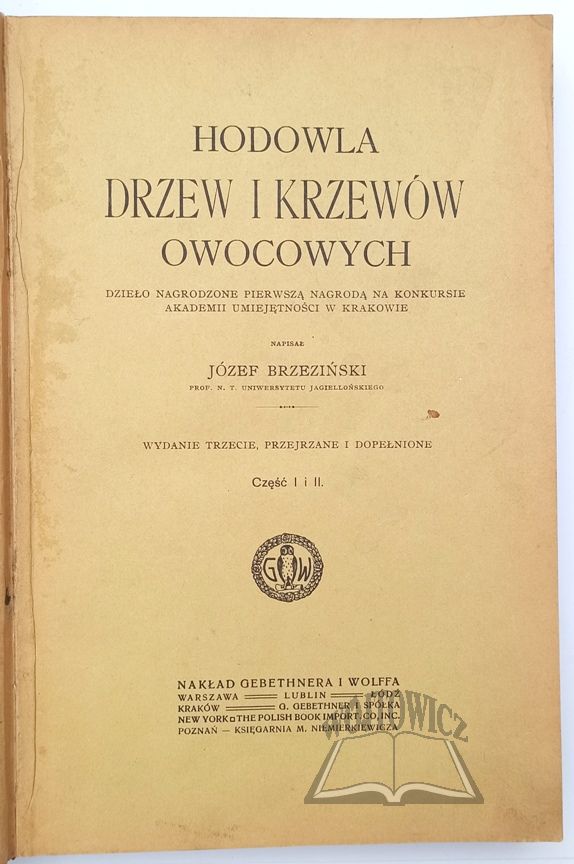 HODOWLA
DRZEW I KRZEWÓW
OWOCOWYCH
DZIEŁO NAGRODZONE PIERWSZĄ NAGRODĄ NA KONKURSIE
AKADEMII UMIEJĘTNOŚCI W KRAKOWIE
NAPISAŁ
JÓZEF BRZEZIŃSKI
PROF. N. T. UNIWERSYTETU JAGIELLOŃSKIEGO
WYDANIE TRZECIE, PRZEJRZANE I DOPEŁNIONE
Część I i II.
G W
NAKŁAD GEBETHNERA I WOLFFA
WARSZAWA LUBLIN ŁÓDŹ
KRAKÓW G. GEBETHNER I SPÓŁKA
NEW YORK THE POLISH BOOK IMPORT. CO, INC.
POZNAŃ — KSIĘGARNIA M. NIEMIERKIEWICZA
WADOWICZ